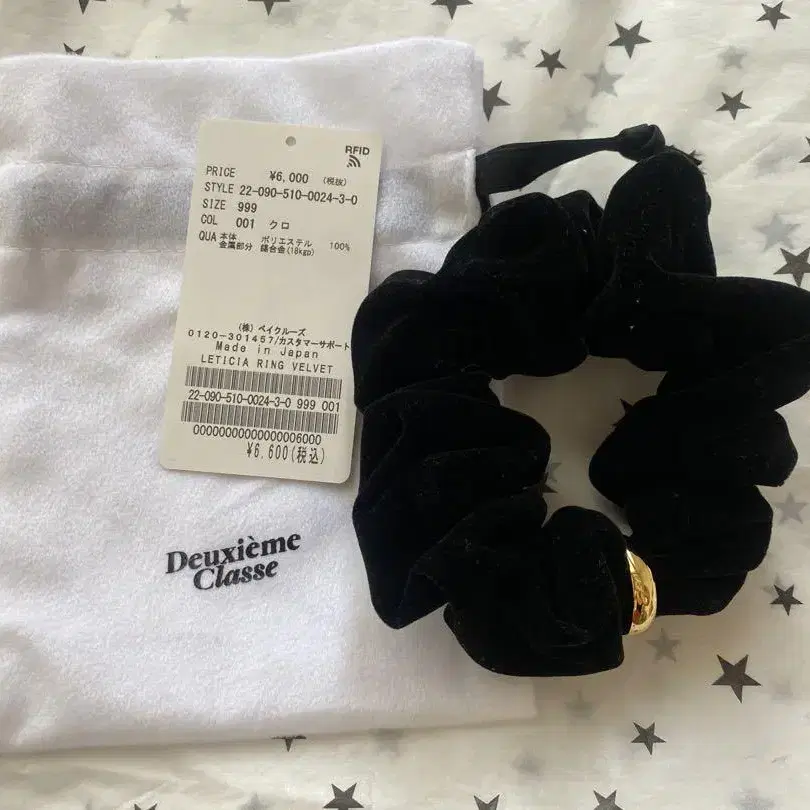 RFID
PRICE ¥6,000 (税抜)
STYLE 22-090-510-0024-3-0
SIZE 999
COL 001 クロ
QUA 本体 ポリエステル 100%
金属部分 鉄合金(18kgp)
(株) ベイクルーズ
0120-301457/カスタマーサポート
Made in Japan
LETICIA RING VELVET
22-090-510-0024-3-0 999 001
00000000000000006000
¥6,600(税込)
Deuxième
Classe